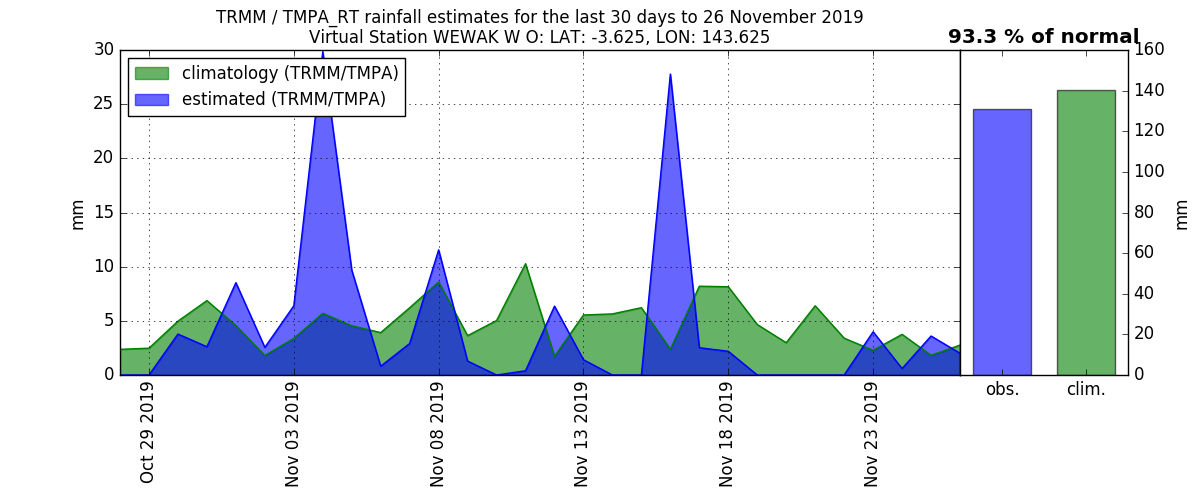 TRMM / TMPA_RT rainfall estimates for the last 30 days to 26 November 2019
Virtual Station WEWAK W O: LAT: -3.625, LON: 143.625
93.3 % of normal
climatology (TRMM/TMPA)
estimated (TRMM/TMPA)
30
25
20
15
10
5
0
mm
Oct 29 2019
Nov 03 2019
Nov 08 2019
Nov 13 2019
Nov 18 2019
Nov 23 2019
obs.
clim.
160
140
120
100
80
60
40
20
0
mm